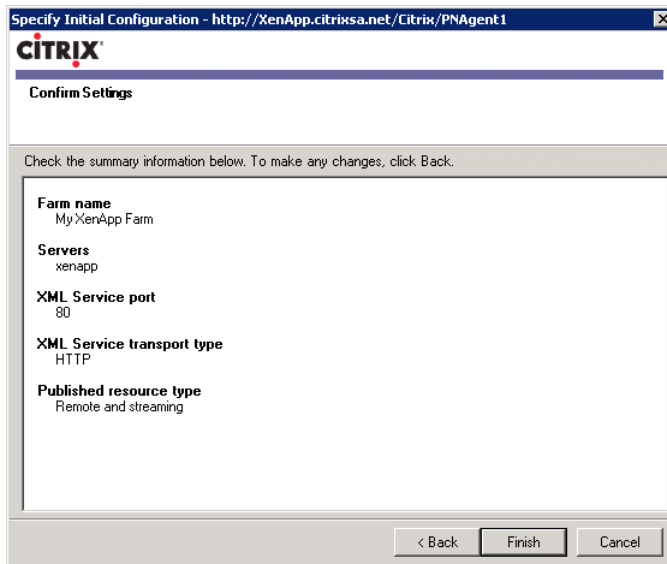 Specify Initial Configuration - http://XenApp.citrixsa.net/Citrix/PNAgent1
CITRIX
Confirm Settings
Check the summary information below. To make any changes, click Back.
Farm name
My XenApp Farm
Servers
xenapp
XML Service port
80
XML Service transport type
HTTP
Published resource type
Remote and streaming
< Back Finish Cancel